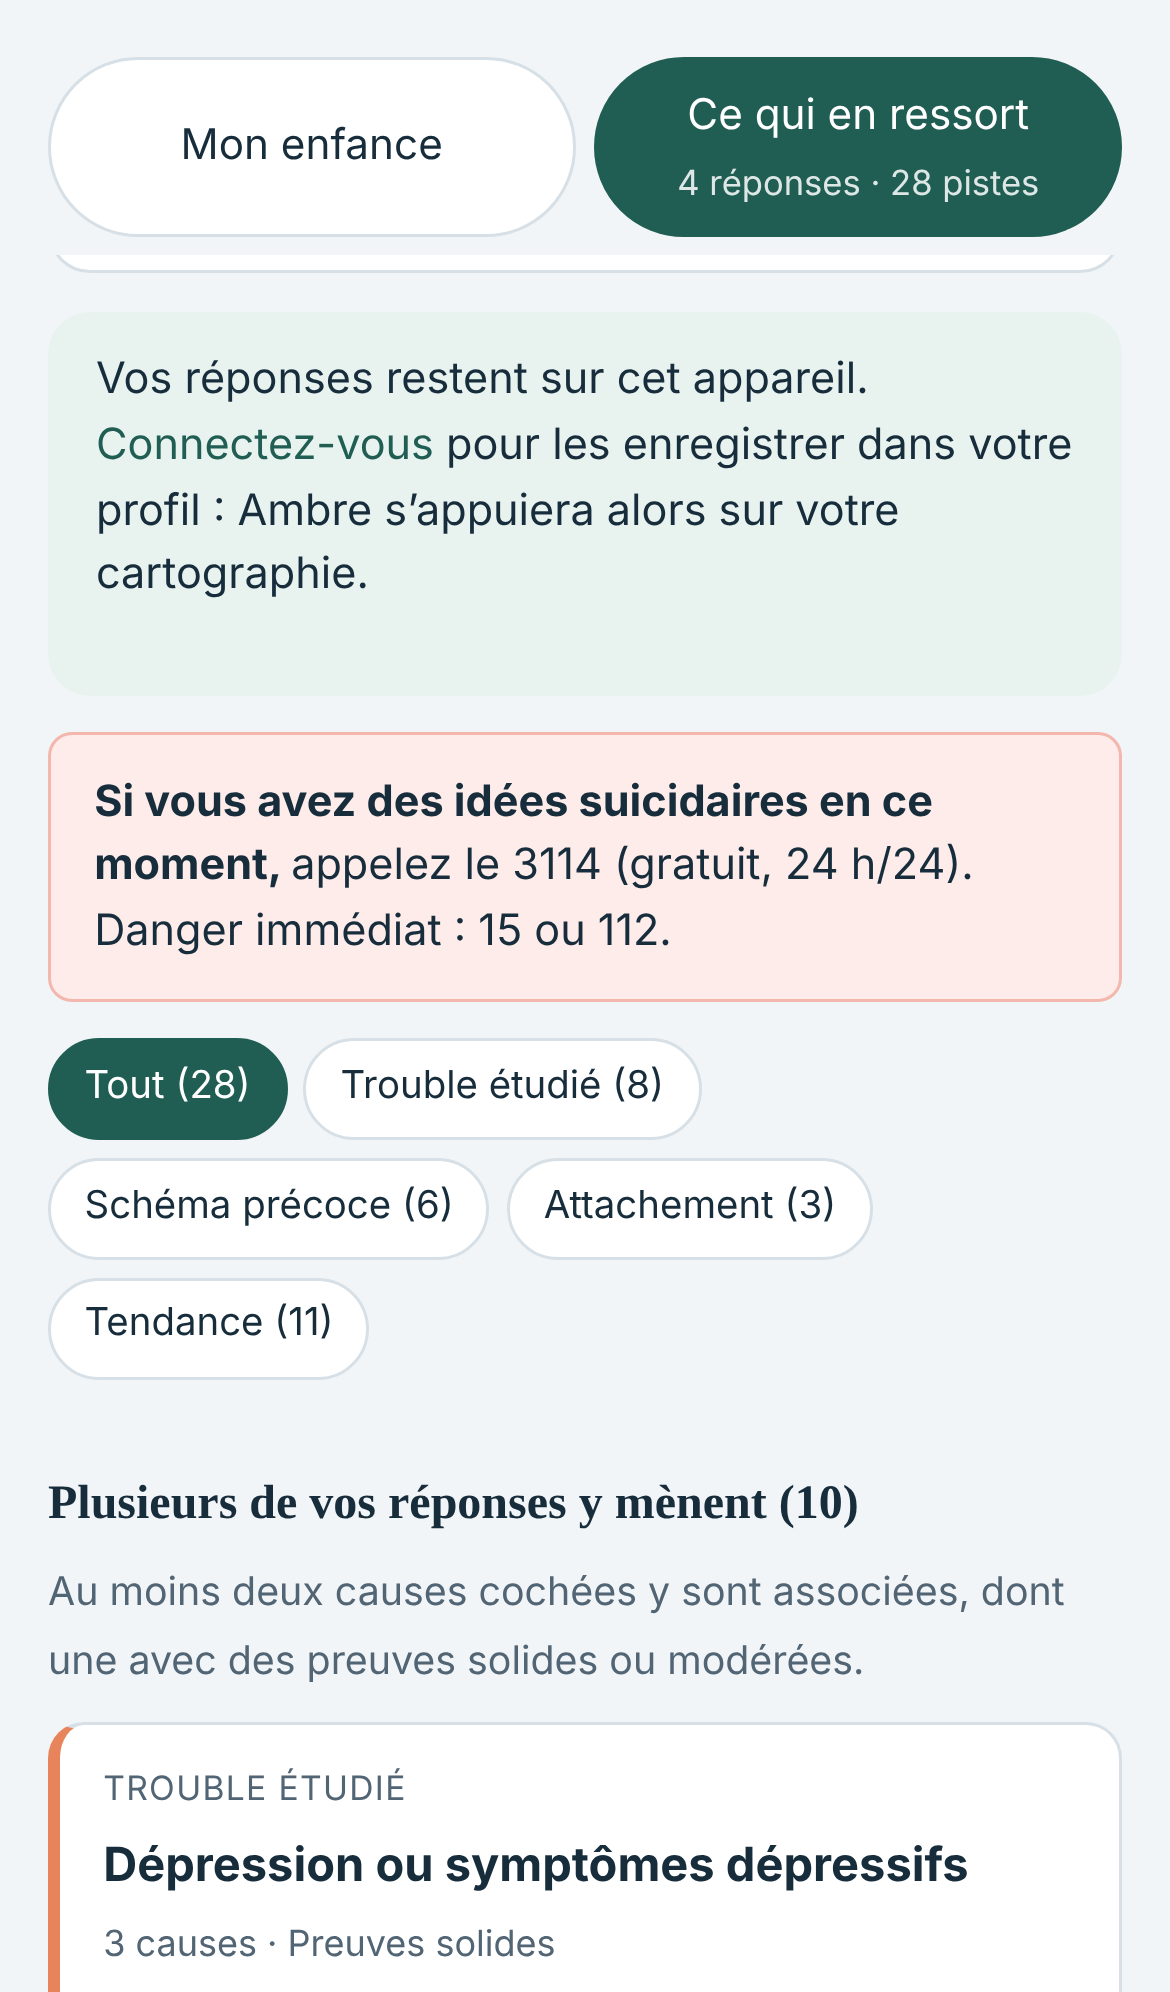 Mon enfance
Ce qui en ressort
4 réponses · 28 pistes
Vos réponses restent sur cet appareil.
Connectez-vous pour les enregistrer dans votre
profil : Ambre s’appuiera alors sur votre
cartographie.
Si vous avez des idées suicidaires en ce
moment, appelez le 3114 (gratuit, 24 h/24).
Danger immédiat : 15 ou 112.
Tout (28)
Trouble étudié (8)
Schéma précoce (6)
Attachement (3)
Tendance (11)
Plusieurs de vos réponses y mènent (10)
Au moins deux causes cochées y sont associées, dont
une avec des preuves solides ou modérées.
TROUBLE ÉTUDIÉ
Dépression ou symptômes dépressifs
3 causes · Preuves solides